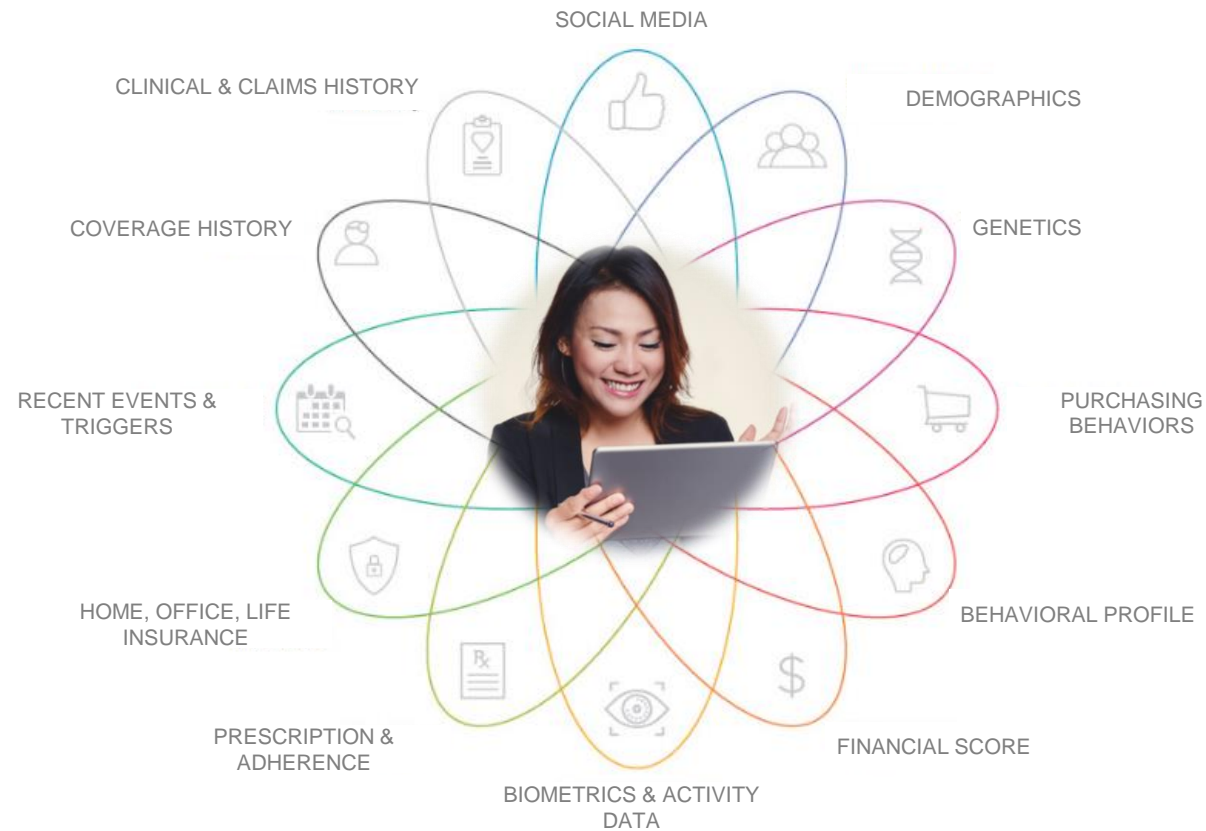 SOCIAL MEDIA
CLINICAL & CLAIMS HISTORY
DEMOGRAPHICS
COVERAGE HISTORY
GENETICS
RECENT EVENTS &
TRIGGERS
PURCHASING
BEHAVIORS
HOME, OFFICE, LIFE
INSURANCE
BEHAVIORAL PROFILE
Rx
PRESCRIPTION &
ADHERENCE
$
FINANCIAL SCORE
BIOMETRICS & ACTIVITY
DATA